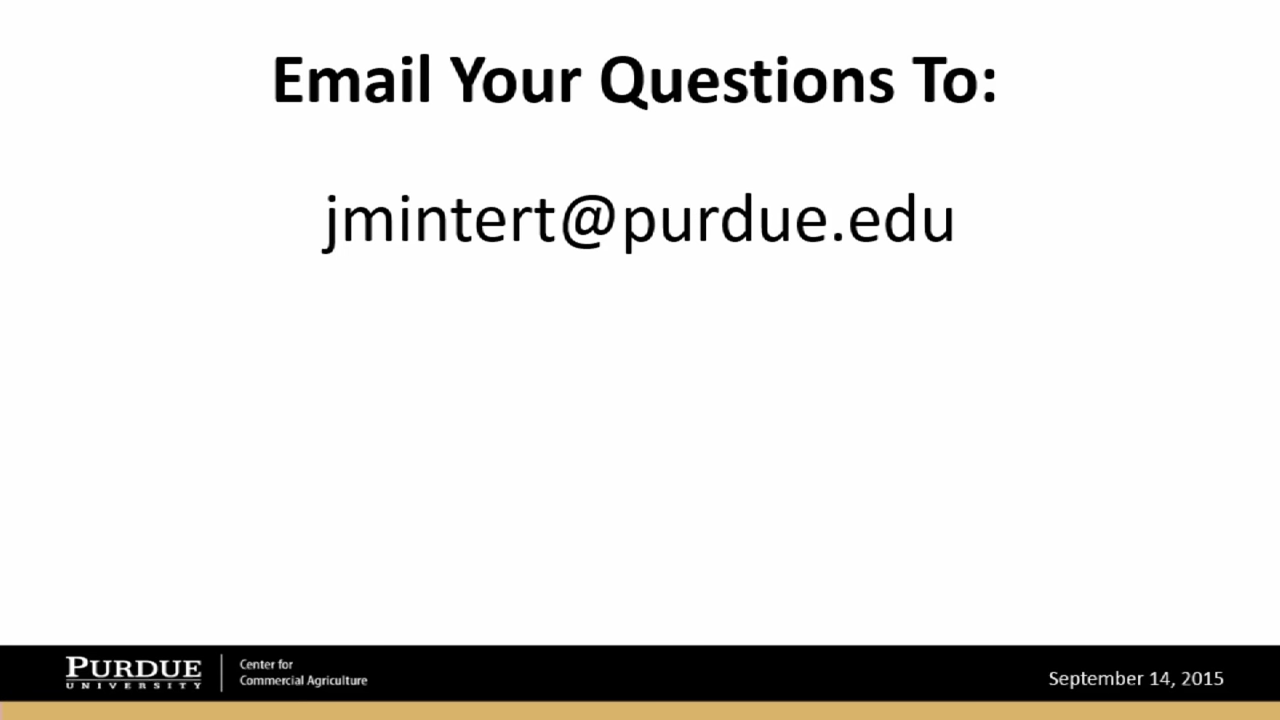 Email Your Questions To:
jmintert@purdue.edu
PURDUE
UNIVERSITY
Center for
Commercial Agriculture
September 14, 2015